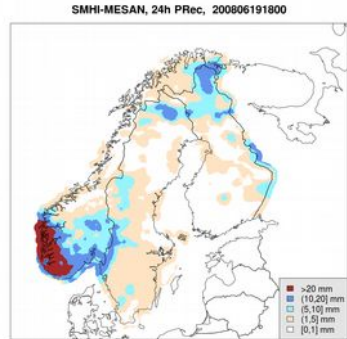 SMHI-MESAN, 24h PRec, 200806191800
>20 mm
(10,20] mm
(5,10] mm
(1,5] mm
[0,1] mm